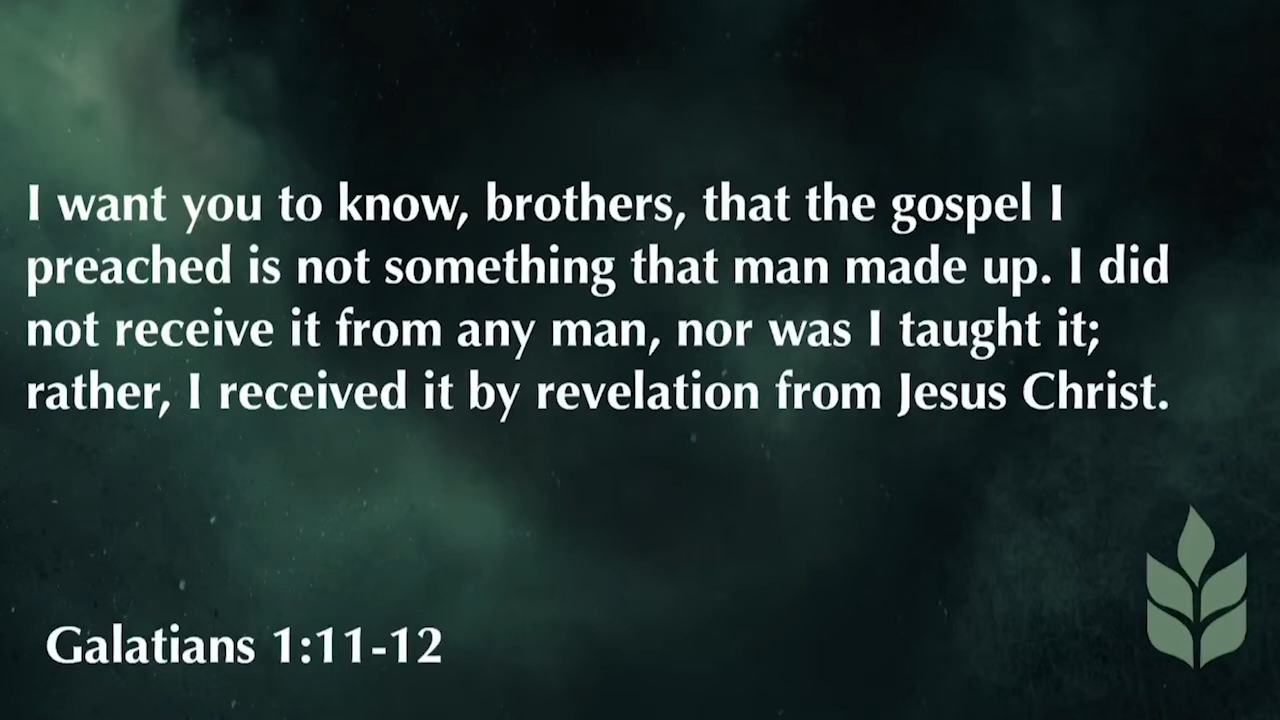 I want you to know, brothers, that the gospel I
preached is not something that man made up. I did
not receive it from any man, nor was I taught it;
rather, I received it by revelation from Jesus Christ.
Galatians 1:11-12